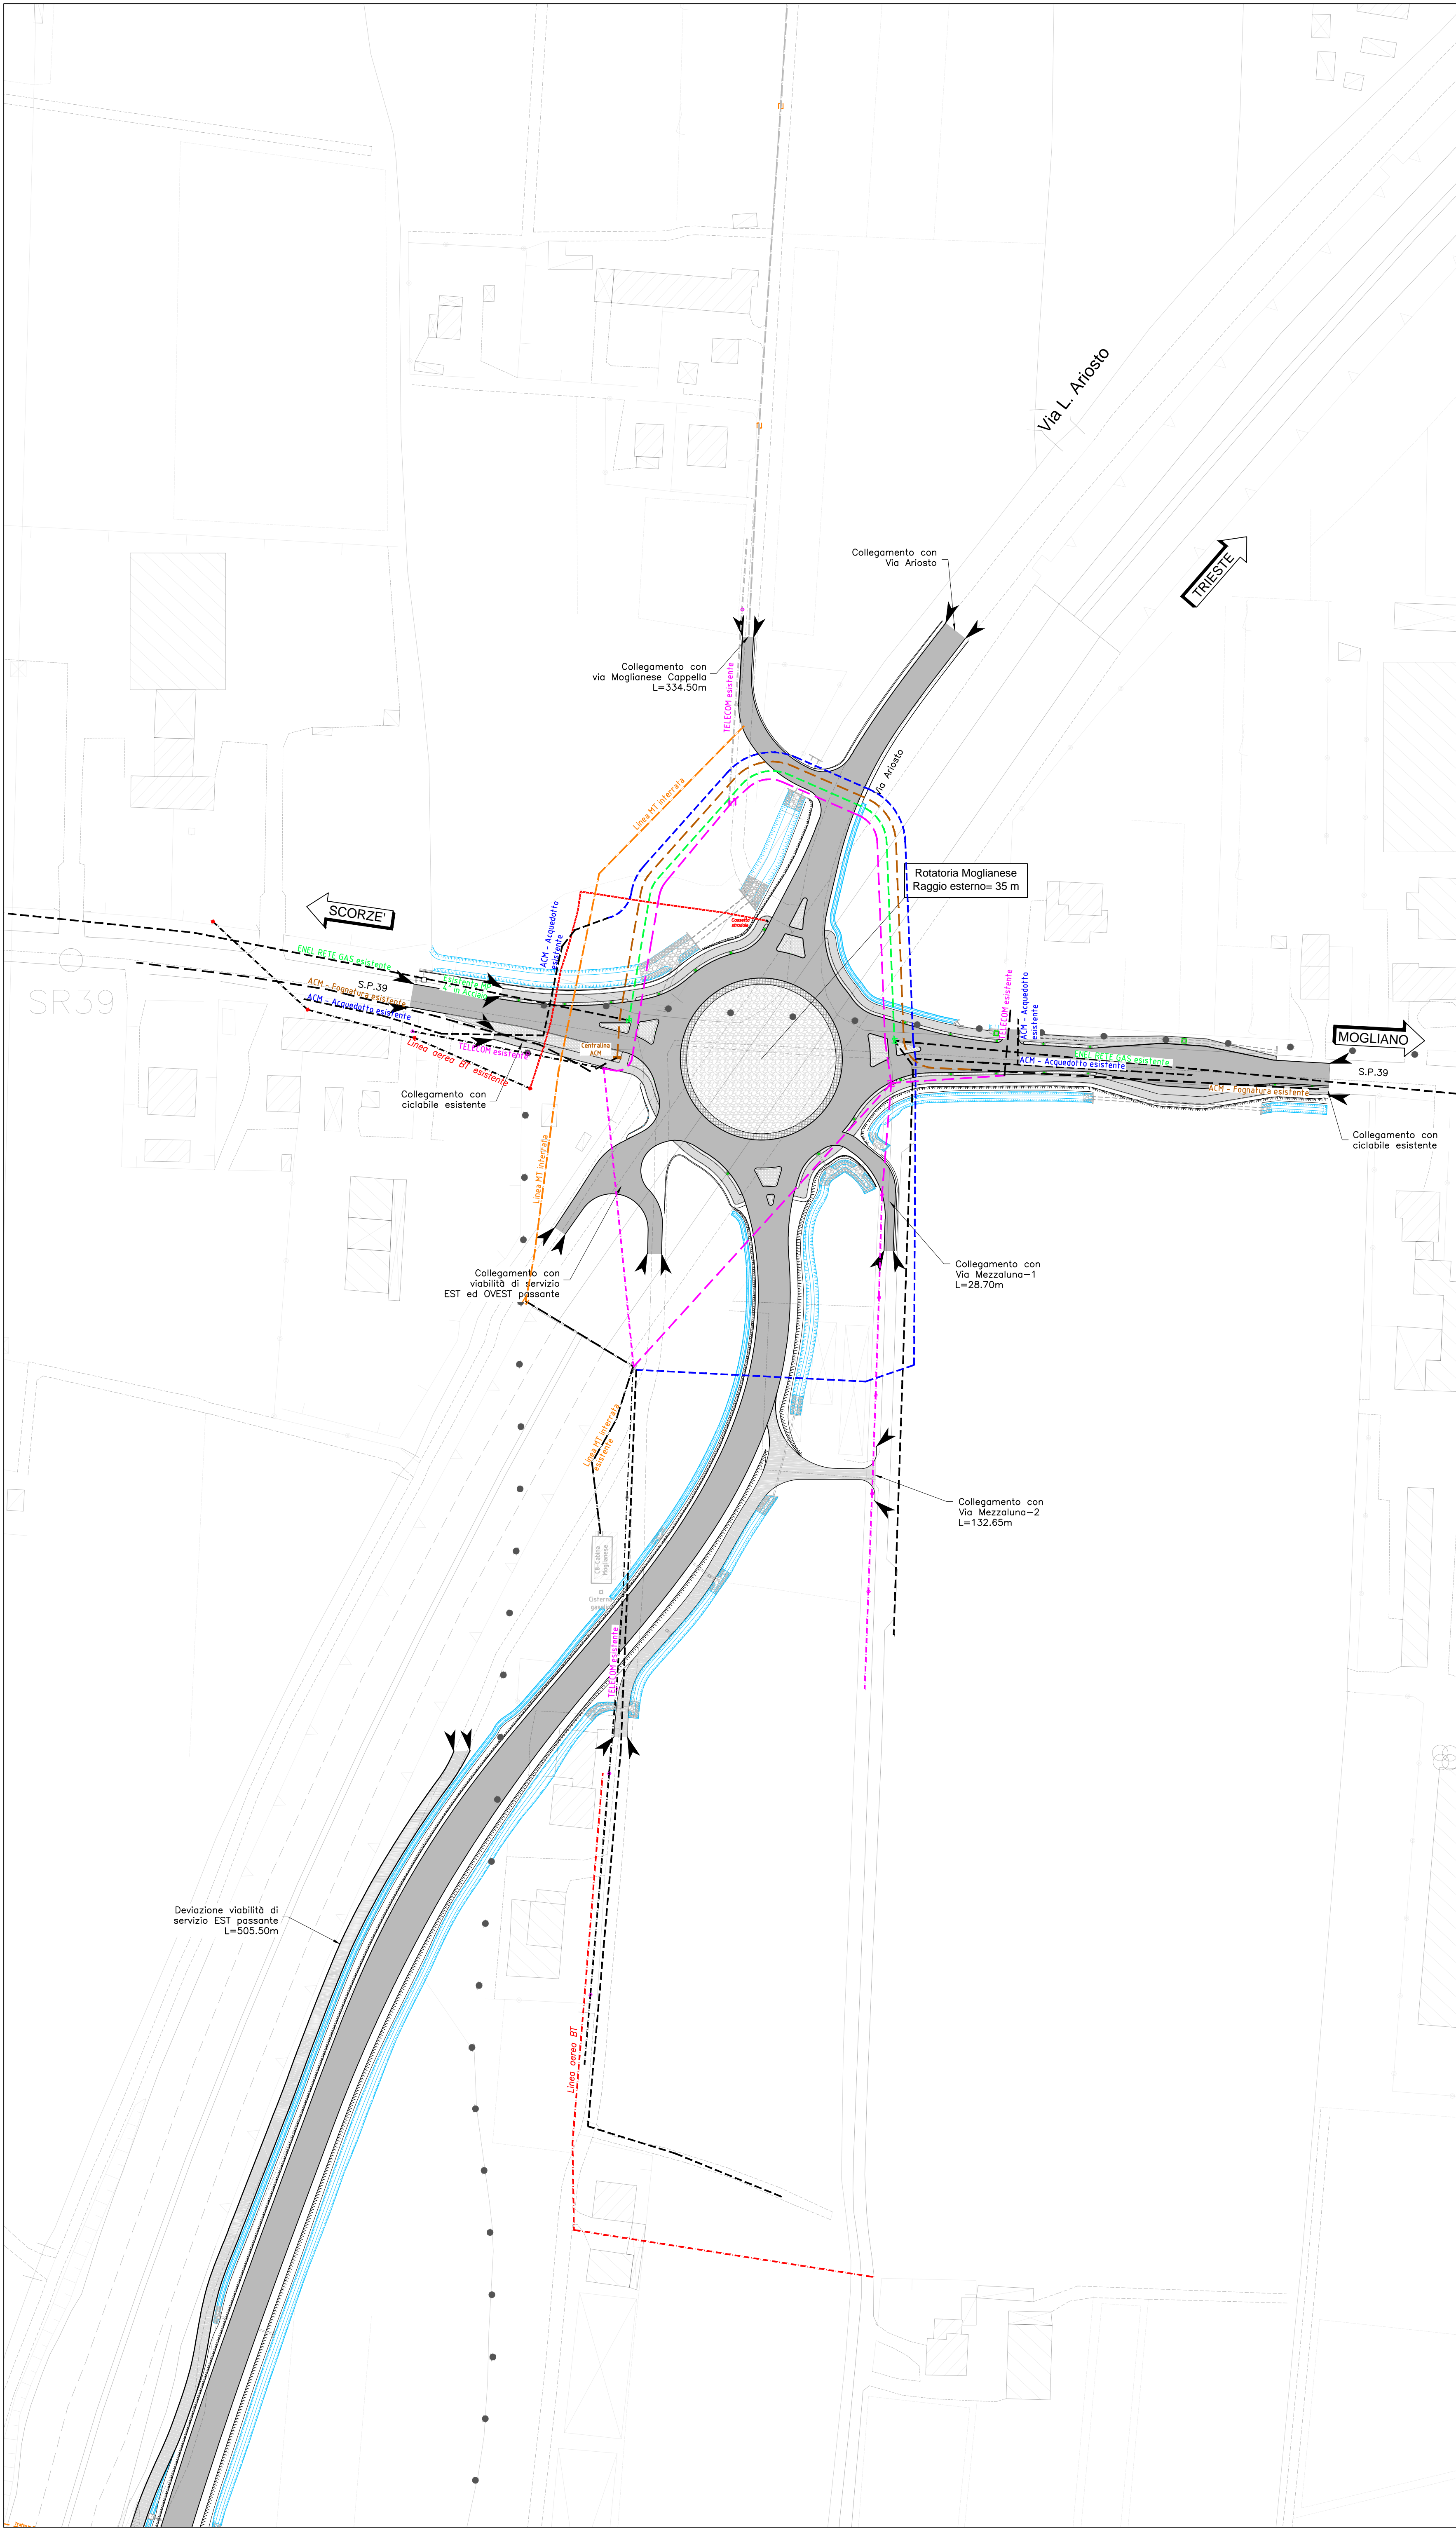 Via L. Ariosto
TRIESTE
Collegamento con
Via Ariosto
Collegamento con
via Moglianese Cappella
L=334.50m
TELECOM esistente
Via Ariosto
Linea MT interrata
Rotatoria Moglianese
Raggio esterno= 35 m
SCORZE'
ACM - Acquedotto
esistente
ENEL RETE GAS esistente
S.P.39
SR39
ACM - Fognatura esistente
ACM - Acquedotto esistente
TELECOM esistente
Linea aerea BT esistente
Centralina
ACM
Collegamento con
ciclabile esistente
TELECOM esistente
ACM - Acquedotto
esistente
ENEL RETE GAS esistente
ACM - Acquedotto esistente
ACM - Fognatura esistente
MOGLIANO
S.P.39
Collegamento con
ciclabile esistente
Linea MT interrata
Collegamento con
viabilità di servizio
EST ed OVEST passante
Collegamento con
Via Mezzaluna-1
L=28.70m
Linea MT interrata
esistente
Collegamento con
Via Mezzaluna-2
L=132.65m
CB-Cabina
Moglianese
Cisterna
TELECOM esistente
Deviazione viabilità di
servizio EST passante
L=505.50m
Linea aerea BT